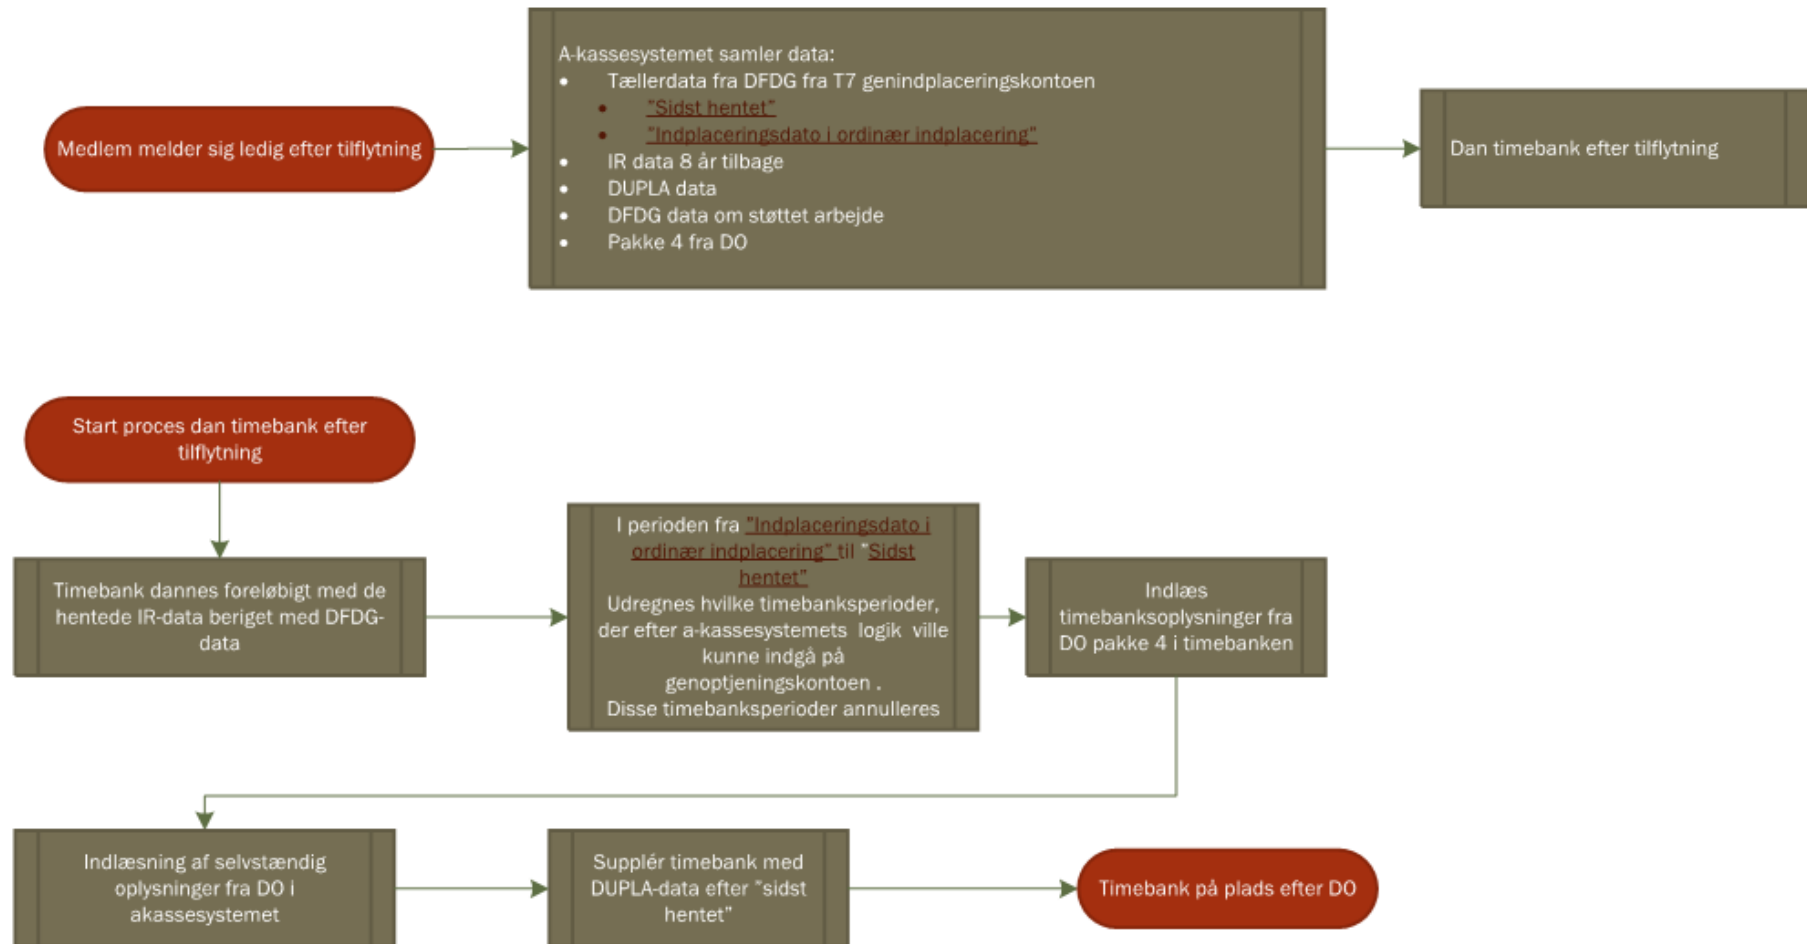 Medlem melder sig ledig efter tilflytning
A-kassesystemet samler data:
• Tællerdata fra DFDG fra T7 genindplaceringskontoen
• "Sidst hentet"
• "Indplaceringsdato i ordinær indplacering"
• IR data 8 år tilbage
• DUPLA data
• DFDG data om støttet arbejde
• Pakke 4 fra DO
Dan timebank efter tilflytning
Start proces dan timebank efter
tilflytning
Timebank dannes foreløbigt med de
hentede IR-data beriget med DFDG-
data
I perioden fra "Indplaceringsdato i
ordinær indplacering" til "Sidst
hentet"
Udregnes hvilke timebanksperioder,
der efter a-kassesystemets logik ville
kunne indgå på
genoptjeningskontoen .
Disse timebanksperioder annulleres
Indlæs
timebanksoplysninger fra
DO pakke 4 i timebanken
Indlæsning af selvstændig
oplysninger fra DO i
akassesystemet
Supplér timebank med
DUPLA-data efter "sidst
hentet"
Timebank på plads efter DO